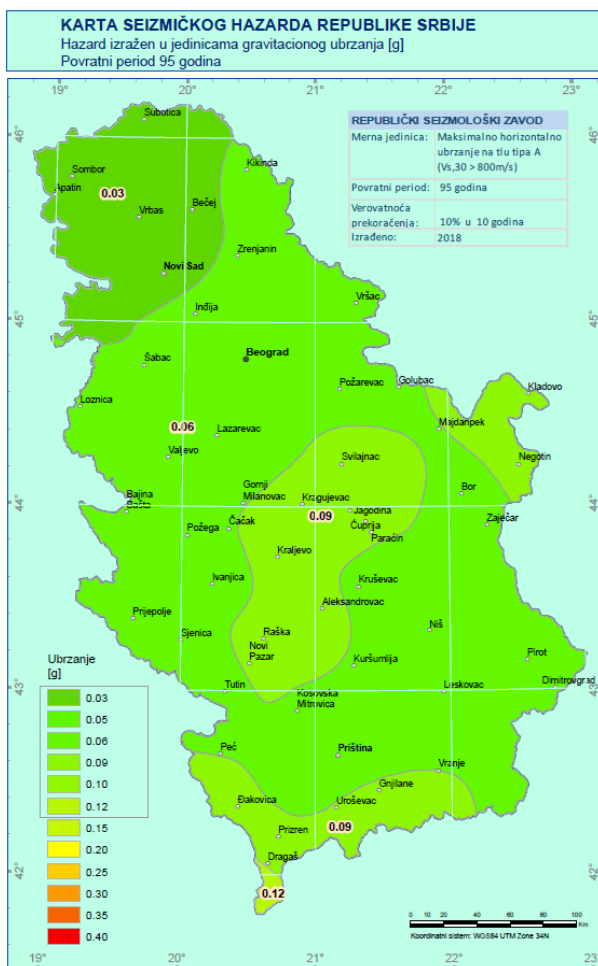 KARTA SEIZMIČKOG HAZARDA REPUBLIKE SRBIJE
Hazard izražen u jedinicama gravitacionog ubrzanja [g]
Povratni period 95 godina
19° 20° 21° 22° 23°
46°
46°
45°
45°
44°
44°
43°
43°
42°
42°
REPUBLIČKI SEIZMOLOŠKI ZAVOD
Merna jedinica: Maksimalno horizontalno
ubrzanje na tlu tipa A
(Vs,30 > 800m/s)
Povratni period: 95 godina
Verovatnoća
prekoračenja: 10% u 10 godina
Izrađeno: 2018
Subotica
Kikinda
Sombor
0.03
Apatin
Bečej
Vrbas
Zrenjanin
Novi Sad
Vršac
Inđija
Beograd
Šabac
Požarevac
Golubac
Kladovo
Loznica
0.06
Lazarevac
Majdanpek
Valjevo
Svilajnac
Negotin
Bor
Bajina
Bašta
Gornji
Milanovac
Kragujevac
0.09
Jagodina
Ćuprija
Paraćin
Zaječar
Čačak
Požega
Kraljevo
Ivanjica
Kruševac
Aleksandrovac
Prijepolje
Niš
Sjenica
Raška
Novi
Pazar
Kuršumlija
Pirot
Tutin
Leskovac
Dimitrovgrad
Kosovska
Mitrovica
Peć
Priština
Vranje
Gnjilane
Đakovica
Uroševac
0.09
Prizren
Dragaš
0.12
Ubrzanje
[g]
0.03
0.05
0.06
0.09
0.10
0.12
0.15
0.20
0.25
0.30
0.35
0.40
0 10 20 40 60 80 100
Km
Koordinatni sistem: WGS84 UTM Zone 34N
19° 20° 21° 22° 23°